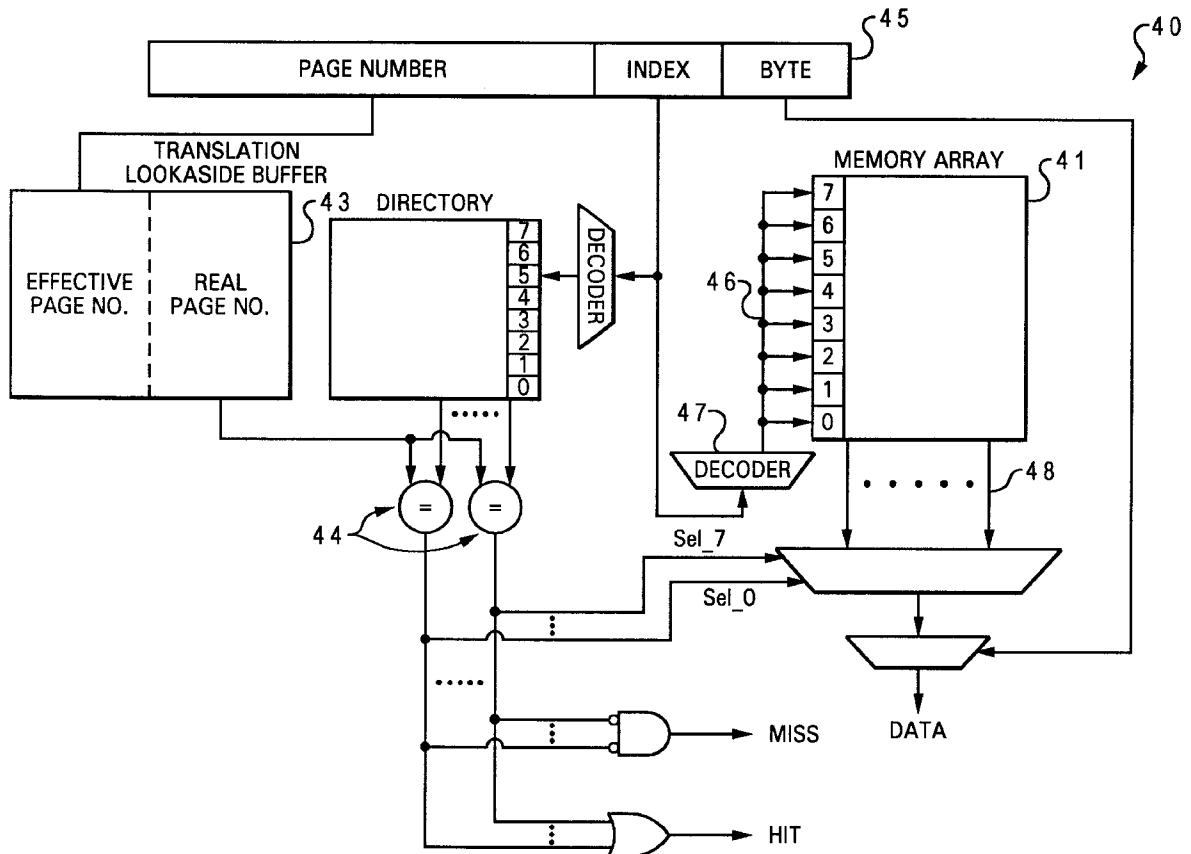 45
40
PAGE NUMBER INDEX BYTE
TRANSLATION
LOOKASIDE BUFFER
43
EFFECTIVE
PAGE NO.
REAL
PAGE NO.
DIRECTORY
7
6
5
4
3
2
1
0
DECODER
MEMORY ARRAY
41
46
7
6
5
4
3
2
1
0
47
DECODER
48
= =
44
Sel_7
Sel_0
DATA
MISS
HIT